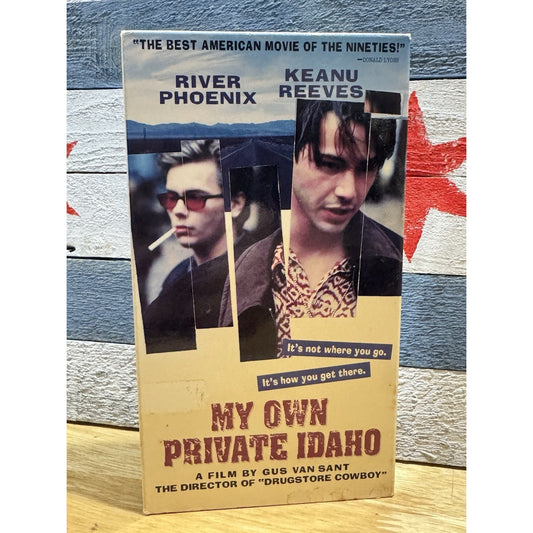 "THE BEST AMERICAN MOVIE OF THE NINETIES!"
—DONALD LYONS
RIVER PHOENIX
KEANU REEVES
It's not where you go.
It's how you get there.
MY OWN
PRIVATE IDAHO
A FILM BY GUS VAN SANT
THE DIRECTOR OF "DRUGSTORE COWBOY"